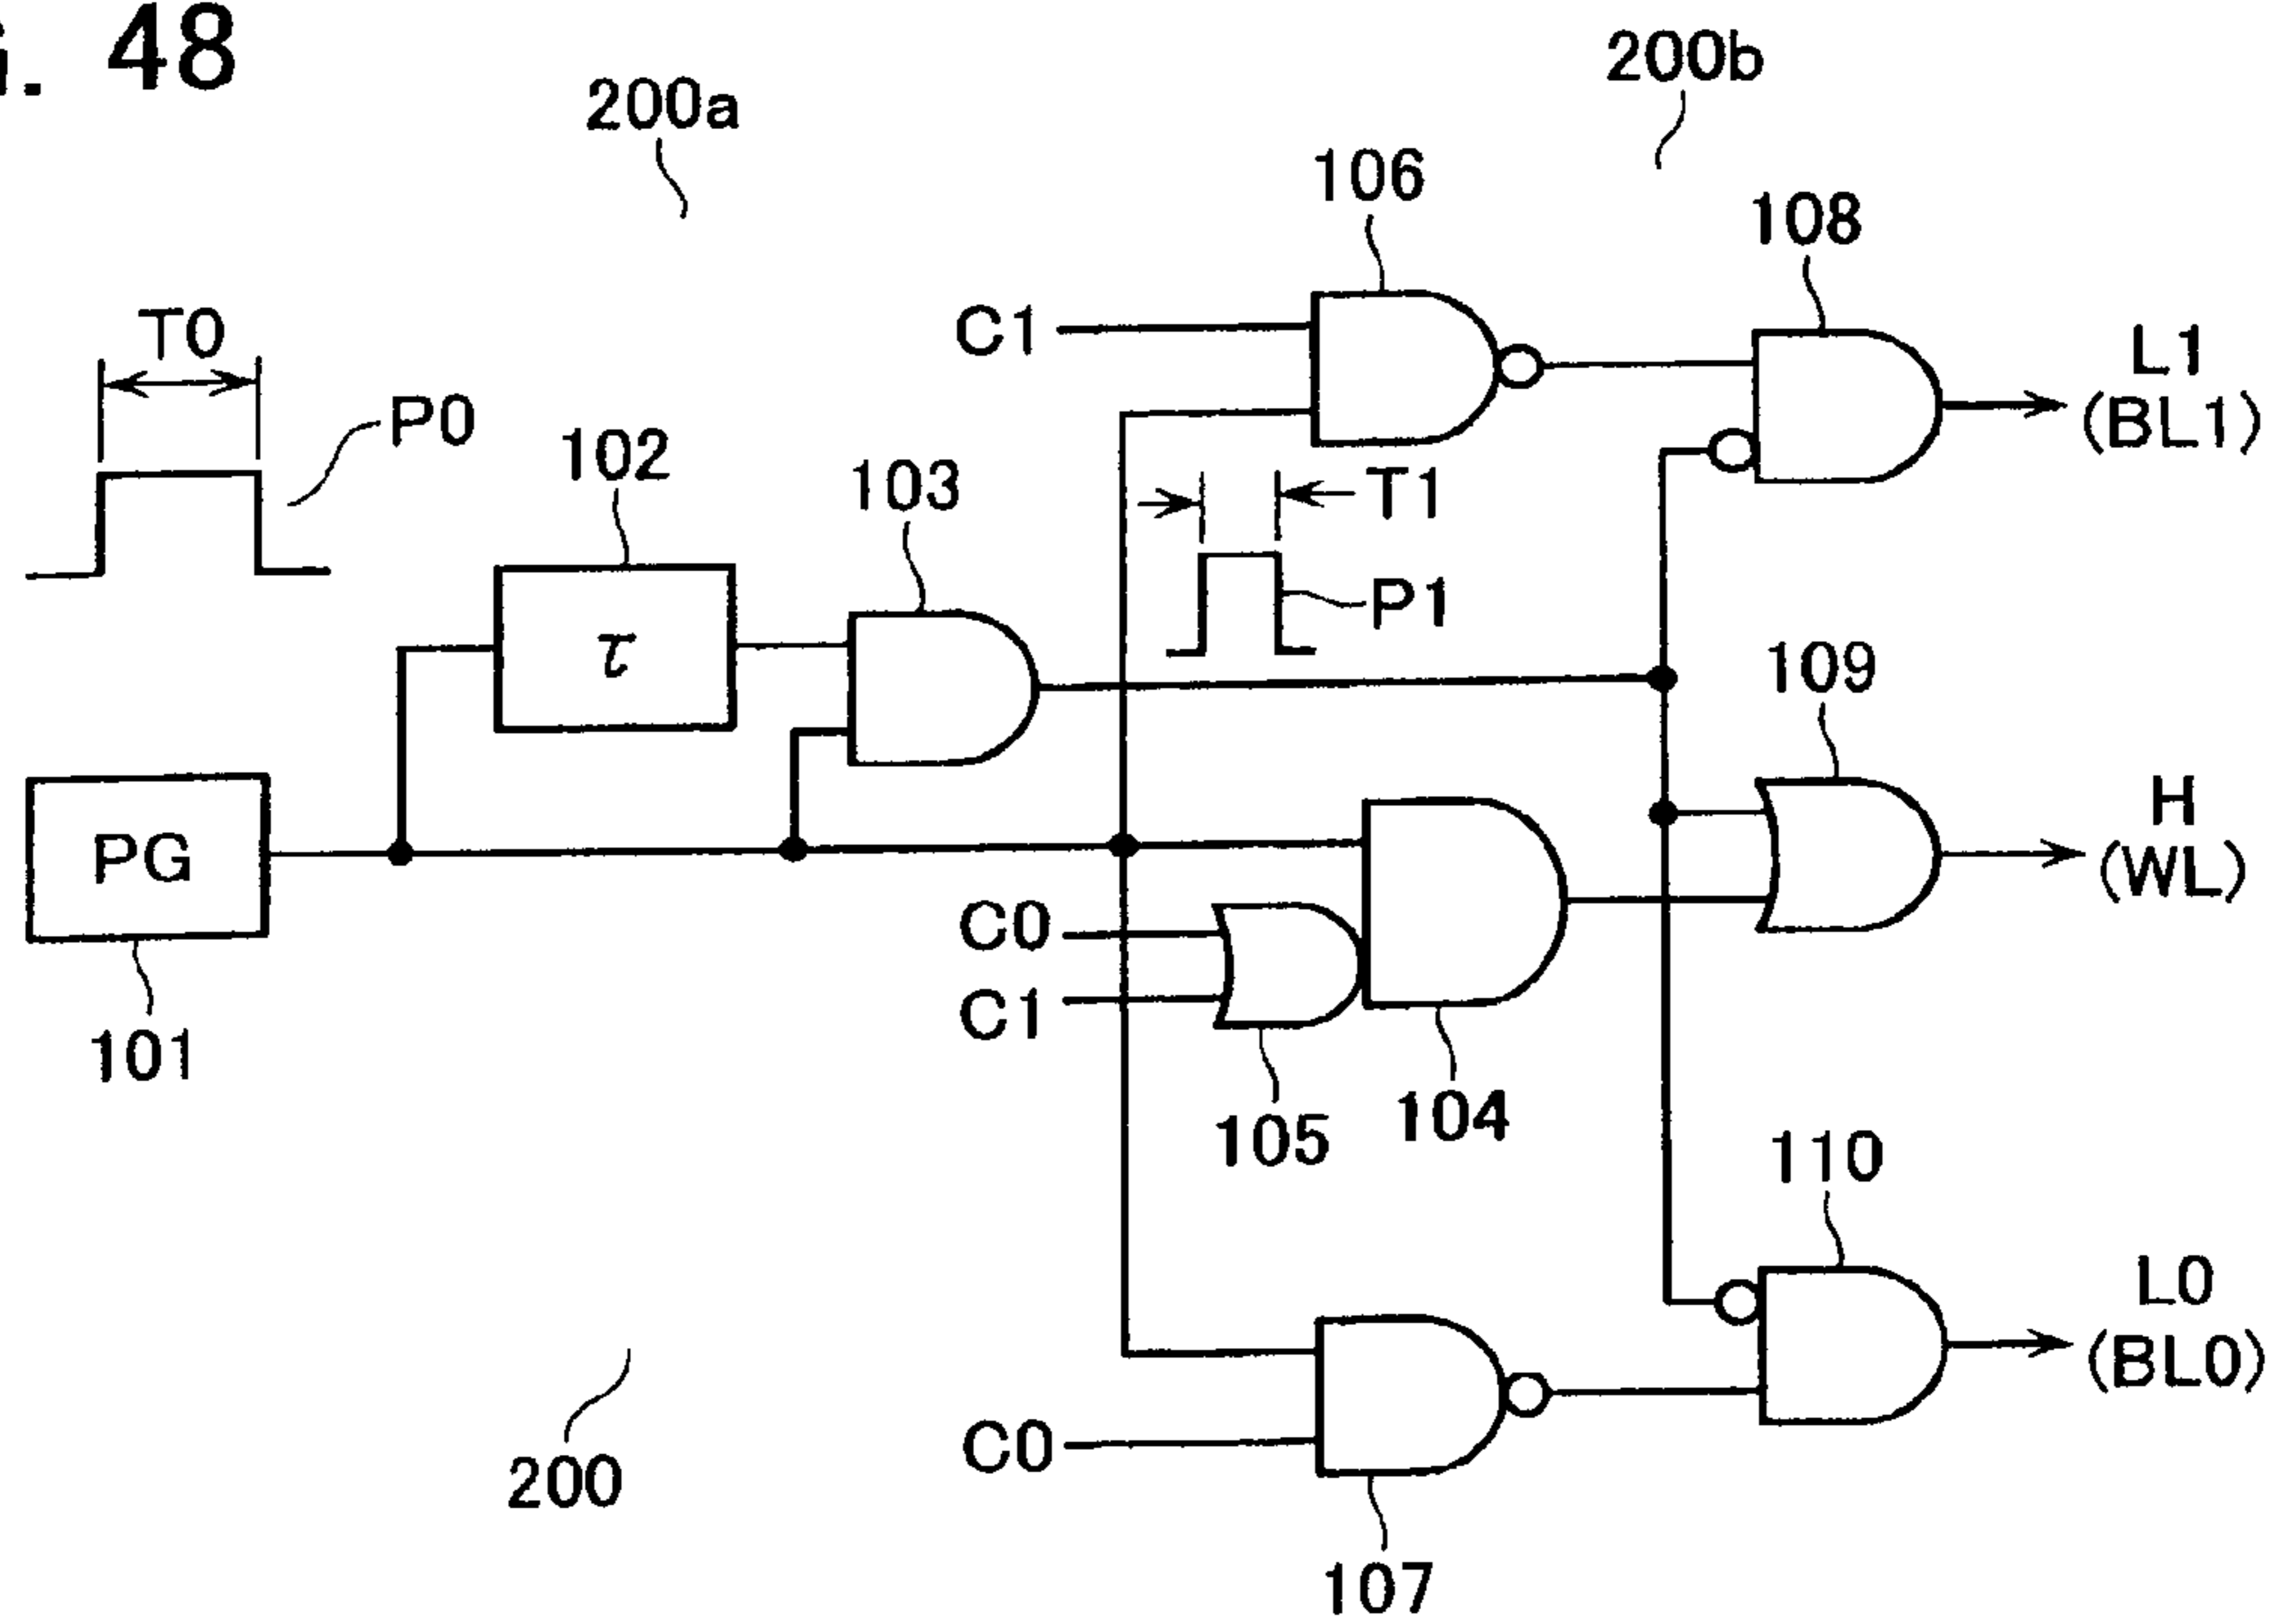 . 48
200a
200b
106
108
C1
T0
P0
102
103
T1
P1
L1
(BL1)
τ
109
PG
H
(WL)
C0
C1
101
105
104
110
L0
(BL0)
C0
200
107